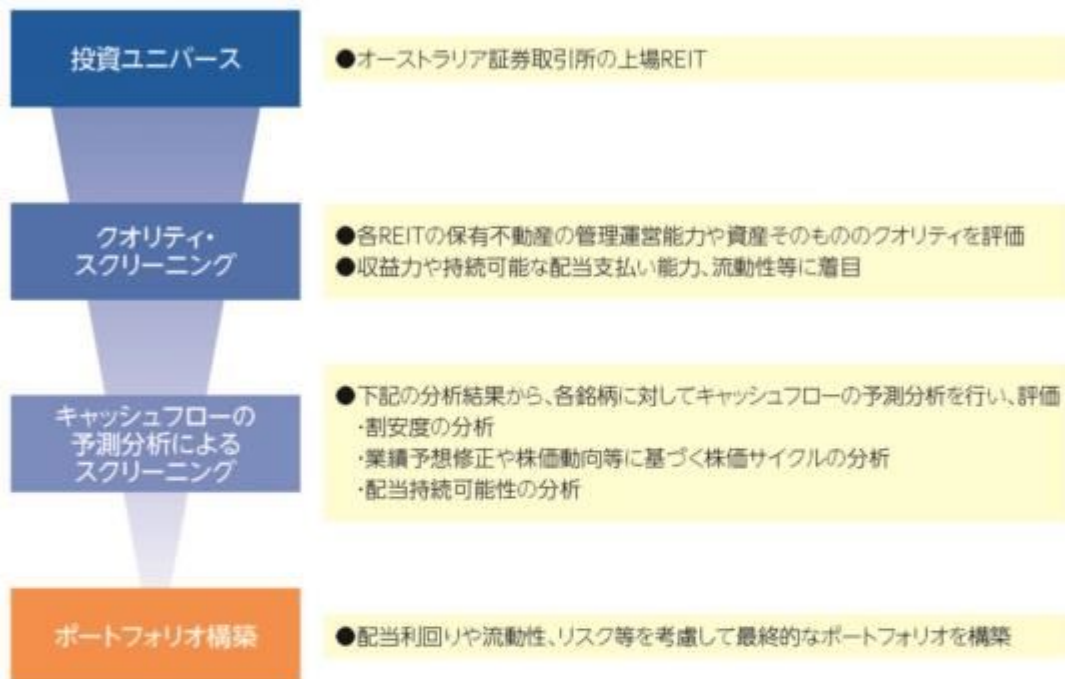 投資ユニバース
●オーストラリア証券取引所の上場REIT
クオリティ・
スクリーニング
●各REITの保有不動産の管理運営能力や資産そのもののクオリティを評価
●収益力や持続可能な配当支払い能力、流動性等に着目
キャッシュフローの
予測分析による
スクリーニング
●下記の分析結果から、各銘柄に対してキャッシュフローの予測分析を行い、評価
・割安度の分析
・業績予想修正や株価動向等に基づく株価サイクルの分析
・配当持続可能性の分析
ポートフォリオ構築
●配当利回りや流動性、リスク等を考慮して最終的なポートフォリオを構築